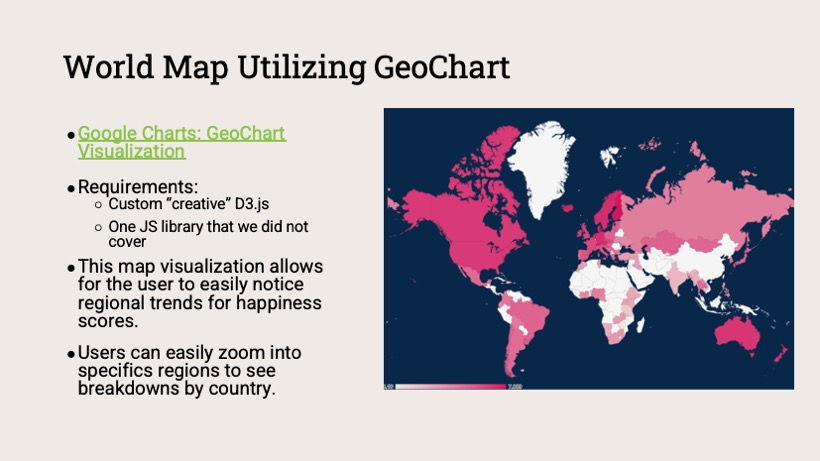 World Map Utilizing GeoChart
● Google Charts: GeoChart
Visualization
● Requirements:
○ Custom “creative” D3.js
○ One JS library that we did not
cover
● This map visualization allows
for the user to easily notice
regional trends for happiness
scores.
● Users can easily zoom into
specifics regions to see
breakdowns by country.